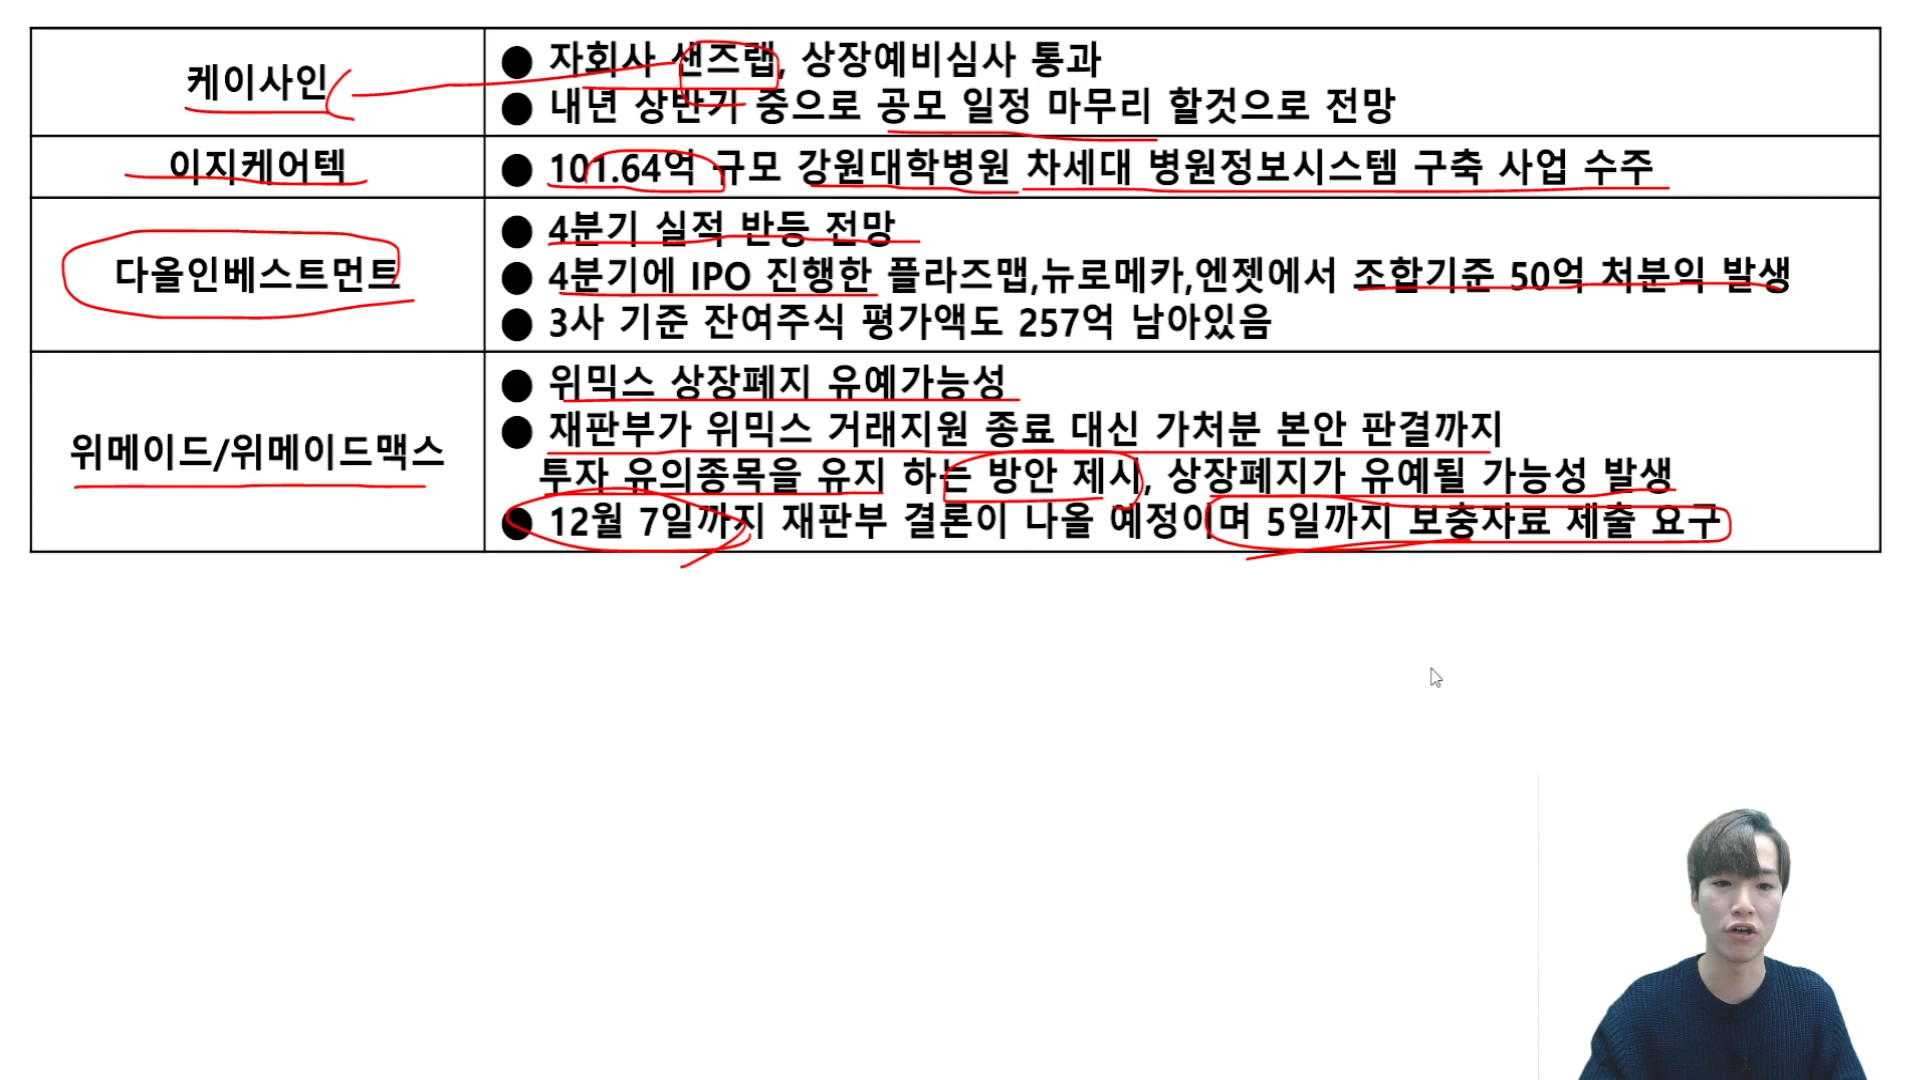 케이사인
● 자회사 샌즈랩, 상장예비심사 통과
● 내년 상반기 중으로 공모 일정 마무리 할것으로 전망
이지케어텍
● 101.64억 규모 강원대학병원 차세대 병원정보시스템 구축 사업 수주
다올인베스트먼트
● 4분기 실적 반등 전망
● 4분기에 IPO 진행한 플라즈맵,뉴로메카,엔젯에서 조합기준 50억 처분익 발생
● 3사 기준 잔여주식 평가액도 257억 남아있음
위메이드/위메이드맥스
● 위믹스 상장폐지 유예가능성
● 재판부가 위믹스 거래지원 종료 대신 가처분 본안 판결까지
투자 유의종목을 유지 하는 방안 제시, 상장폐지가 유예될 가능성 발생
● 12월 7일까지 재판부 결론이 나올 예정이며 5일까지 보충자료 제출 요구